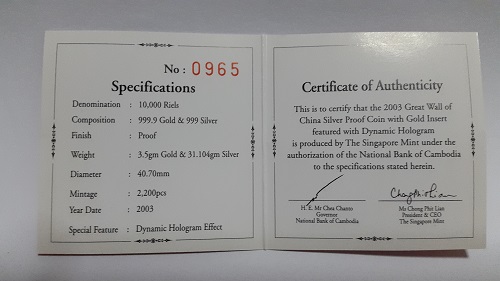 No : 0965
Specifications
Denomination : 10,000 Riels
Composition : 999.9 Gold & 999 Silver
Finish : Proof
Weight : 3.5gm Gold & 31.104gm Silver
Diameter : 40.70mm
Mintage : 2,200pcs
Year Date : 2003
Special Feature : Dynamic Hologram Effect
Certificate of Authenticity
This is to certify that the 2003 Great Wall of
China Silver Proof Coin with Gold Insert
featured with Dynamic Hologram
is produced by The Singapore Mint under the
authorization of the National Bank of Cambodia
to the specifications stated herein.
H. E. Mr Chea Chanto
Governor
National Bank of Cambodia
Ms Chong Phit Lian
President & CEO
The Singapore Mint